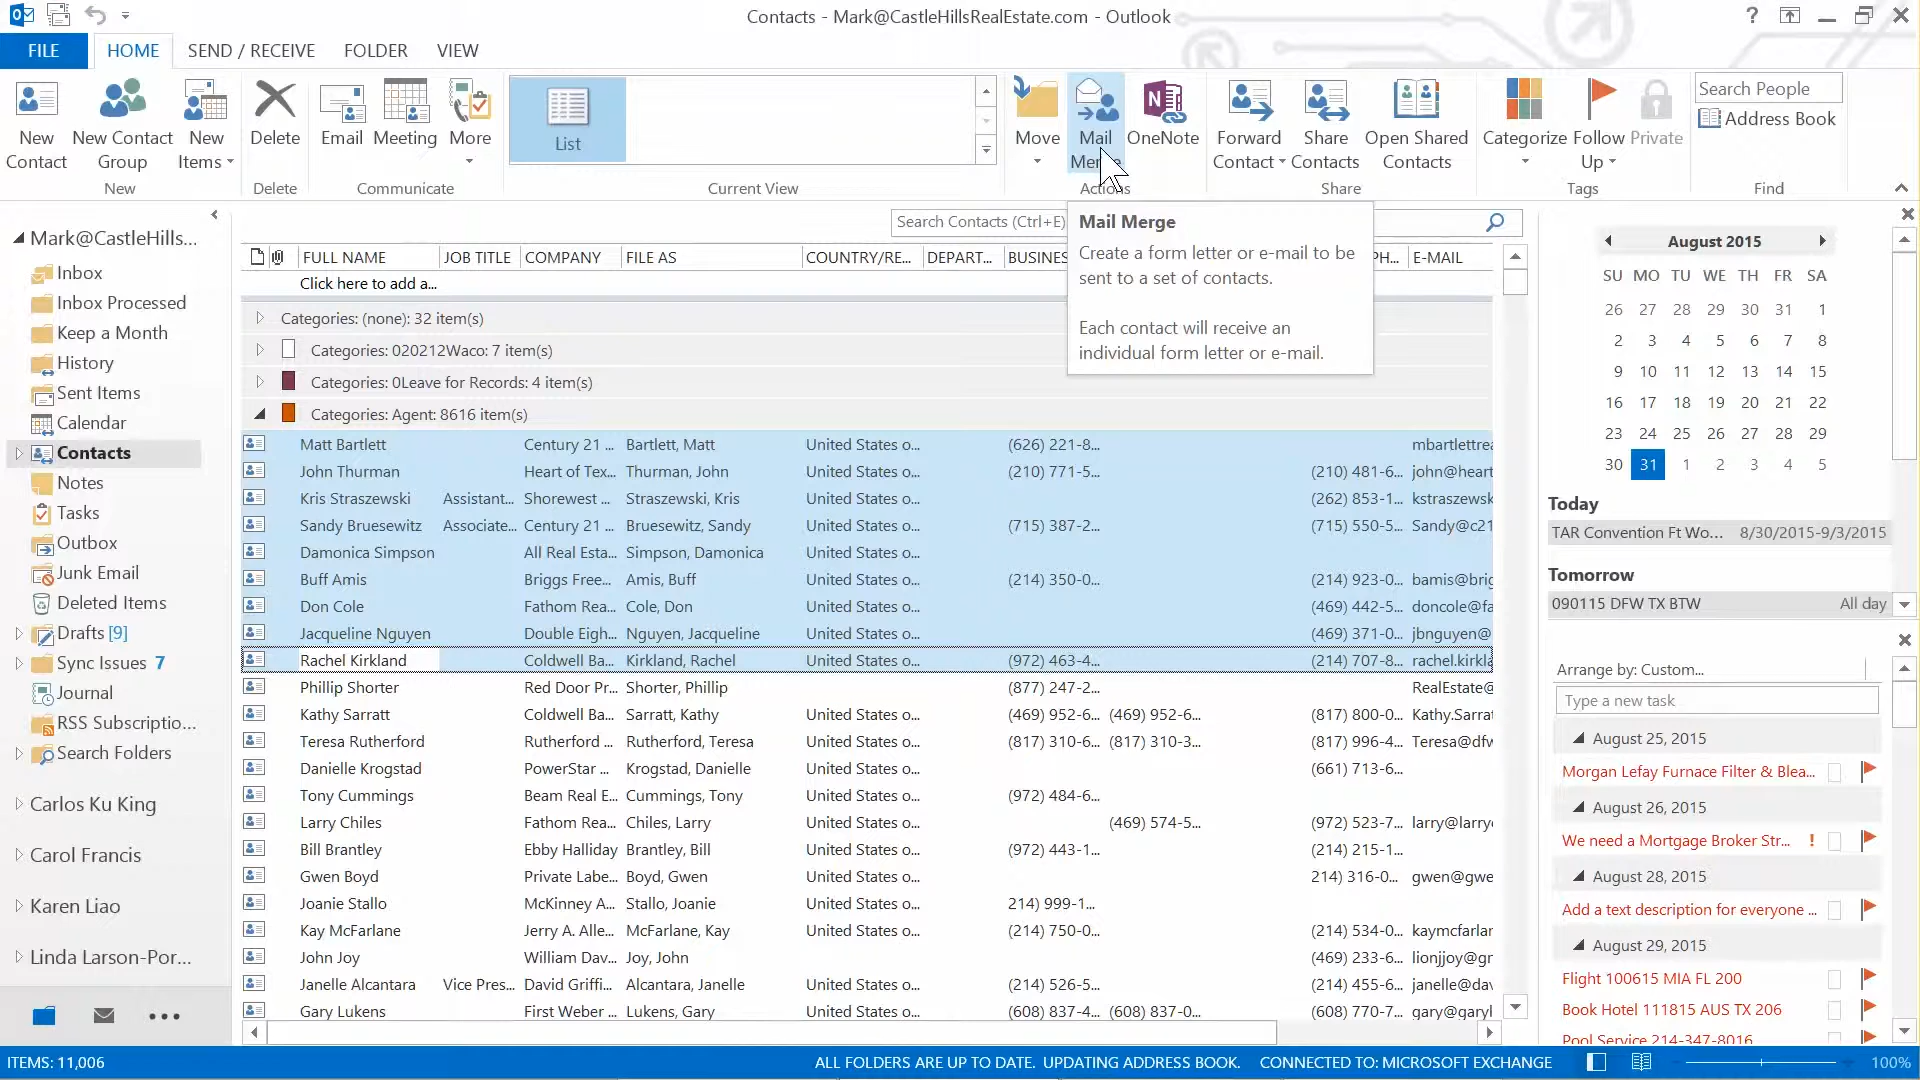 Contacts - Mark@CastleHillsRealEstate.com - Outlook
FILE HOME SEND / RECEIVE FOLDER VIEW
New Contact
New Contact Group
New Items
New
Delete
Delete
Email
Meeting
More
Communicate
List
Current View
Move
Mail
OneNote
Forward Contact
Share Contacts
Open Shared Contacts
Share
Categorize
Follow Up
Private
Tags
Search People
Address Book
Find
Mark@CastleHills...
Inbox
Inbox Processed
Keep a Month
History
Sent Items
Calendar
Contacts
Notes
Tasks
Outbox
Junk Email
Deleted Items
Drafts [9]
Sync Issues 7
Journal
RSS Subscriptio...
Search Folders
Carlos Ku King
Carol Francis
Karen Liao
Linda Larson-Por...
Search Contacts (Ctrl+E)
Mail Merge
Create a form letter or e-mail to be
sent to a set of contacts.
Each contact will receive an
individual form letter or e-mail.
FULL NAME JOB TITLE COMPANY FILE AS COUNTRY/RE... DEPART... BUSINES PH... E-MAIL
Click here to add a...
Categories: (none): 32 item(s)
Categories: 020212Waco: 7 item(s)
Categories: 0Leave for Records: 4 item(s)
Categories: Agent: 8616 item(s)
Matt Bartlett Century 21 ... Bartlett, Matt United States o... (626) 221-8... mbartlettrea
John Thurman Heart of Tex... Thurman, John United States o... (210) 771-5... (210) 481-6... john@heart
Kris Straszewski Assistant... Shorewest ... Straszewski, Kris United States o... (262) 853-1... kstraszewsk
Sandy Bruesewitz Associate... Century 21 ... Bruesewitz, Sandy United States o... (715) 387-2... (715) 550-5... Sandy@c21
Damonica Simpson All Real Esta... Simpson, Damonica United States o...
Buff Amis Briggs Free... Amis, Buff United States o... (214) 350-0... (214) 923-0... bamis@brig
Don Cole Fathom Rea... Cole, Don United States o... (469) 442-5... doncole@fa
Jacqueline Nguyen Double Eigh... Nguyen, Jacqueline United States o... (469) 371-0... jbnguyen@
Rachel Kirkland Coldwell Ba... Kirkland, Rachel United States o... (972) 463-4... (214) 707-8... rachel.kirkla
Phillip Shorter Red Door Pr... Shorter, Phillip (877) 247-2... RealEstate@
Kathy Sarratt Coldwell Ba... Sarratt, Kathy United States o... (469) 952-6... (469) 952-6... (817) 800-0... Kathy.Sarrat
Teresa Rutherford Rutherford ... Rutherford, Teresa United States o... (817) 310-6... (817) 310-3... (817) 996-4... Teresa@dfw
Danielle Krogstad PowerStar ... Krogstad, Danielle United States o... (661) 713-6...
Tony Cummings Beam Real E... Cummings, Tony United States o... (972) 484-6...
Larry Chiles Fathom Rea... Chiles, Larry United States o... (469) 574-5... (972) 523-7... larry@larryc
Bill Brantley Ebby Halliday Brantley, Bill United States o... (972) 443-1... (214) 215-1...
Gwen Boyd Private Labe... Boyd, Gwen United States o... 214) 316-0... gwen@gwe
Joanie Stallo McKinney A... Stallo, Joanie United States o... 214) 999-1...
Kay McFarlane Jerry A. Alle... McFarlane, Kay United States o... (214) 750-0... (214) 534-0... kaymcfarlar
John Joy William Dav... Joy, John (469) 233-6... lionjjoy@gr
Janelle Alcantara Vice Pres... David Griffi... Alcantara, Janelle United States o... (214) 526-5... (214) 455-6... janelle@dav
Gary Lukens First Weber ... Lukens, Gary United States o... (608) 837-4... (608) 837-0... (608) 770-7... gary@garyl
August 2015
SU MO TU WE TH FR SA
26 27 28 29 30 31 1
2 3 4 5 6 7 8
9 10 11 12 13 14 15
16 17 18 19 20 21 22
23 24 25 26 27 28 29
30 31 1 2 3 4 5
Today
TAR Convention Ft Wo... 8/30/2015-9/3/2015
Tomorrow
090115 DFW TX BTW All day
Arrange by: Custom...
Type a new task
August 25, 2015
Morgan Lefay Furnace Filter & Blea...
August 26, 2015
We need a Mortgage Broker Str... !
August 28, 2015
Add a text description for everyone ...
August 29, 2015
Flight 100615 MIA FL 200
Book Hotel 111815 AUS TX 206
Pool Service 214-347-8016
ITEMS: 11,006 ALL FOLDERS ARE UP TO DATE. UPDATING ADDRESS BOOK. CONNECTED TO: MICROSOFT EXCHANGE 100%